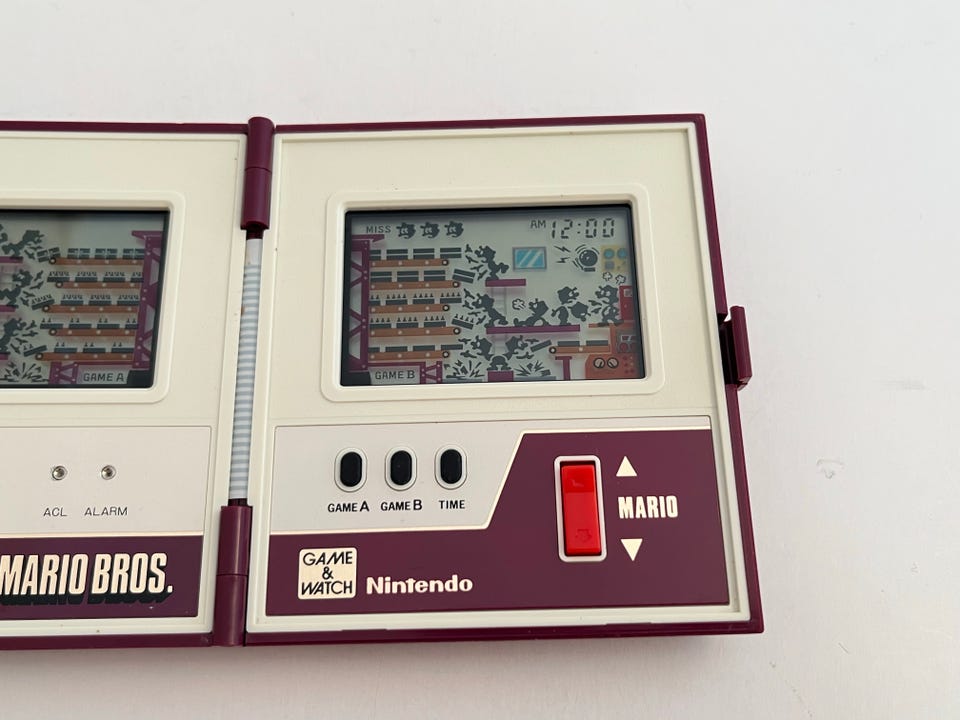 GAME A
ACL ALARM
MARIO BROS.
MISS AM 12:00
GAME B
GAME A GAME B TIME
MARIO
GAME
&
WATCH
Nintendo